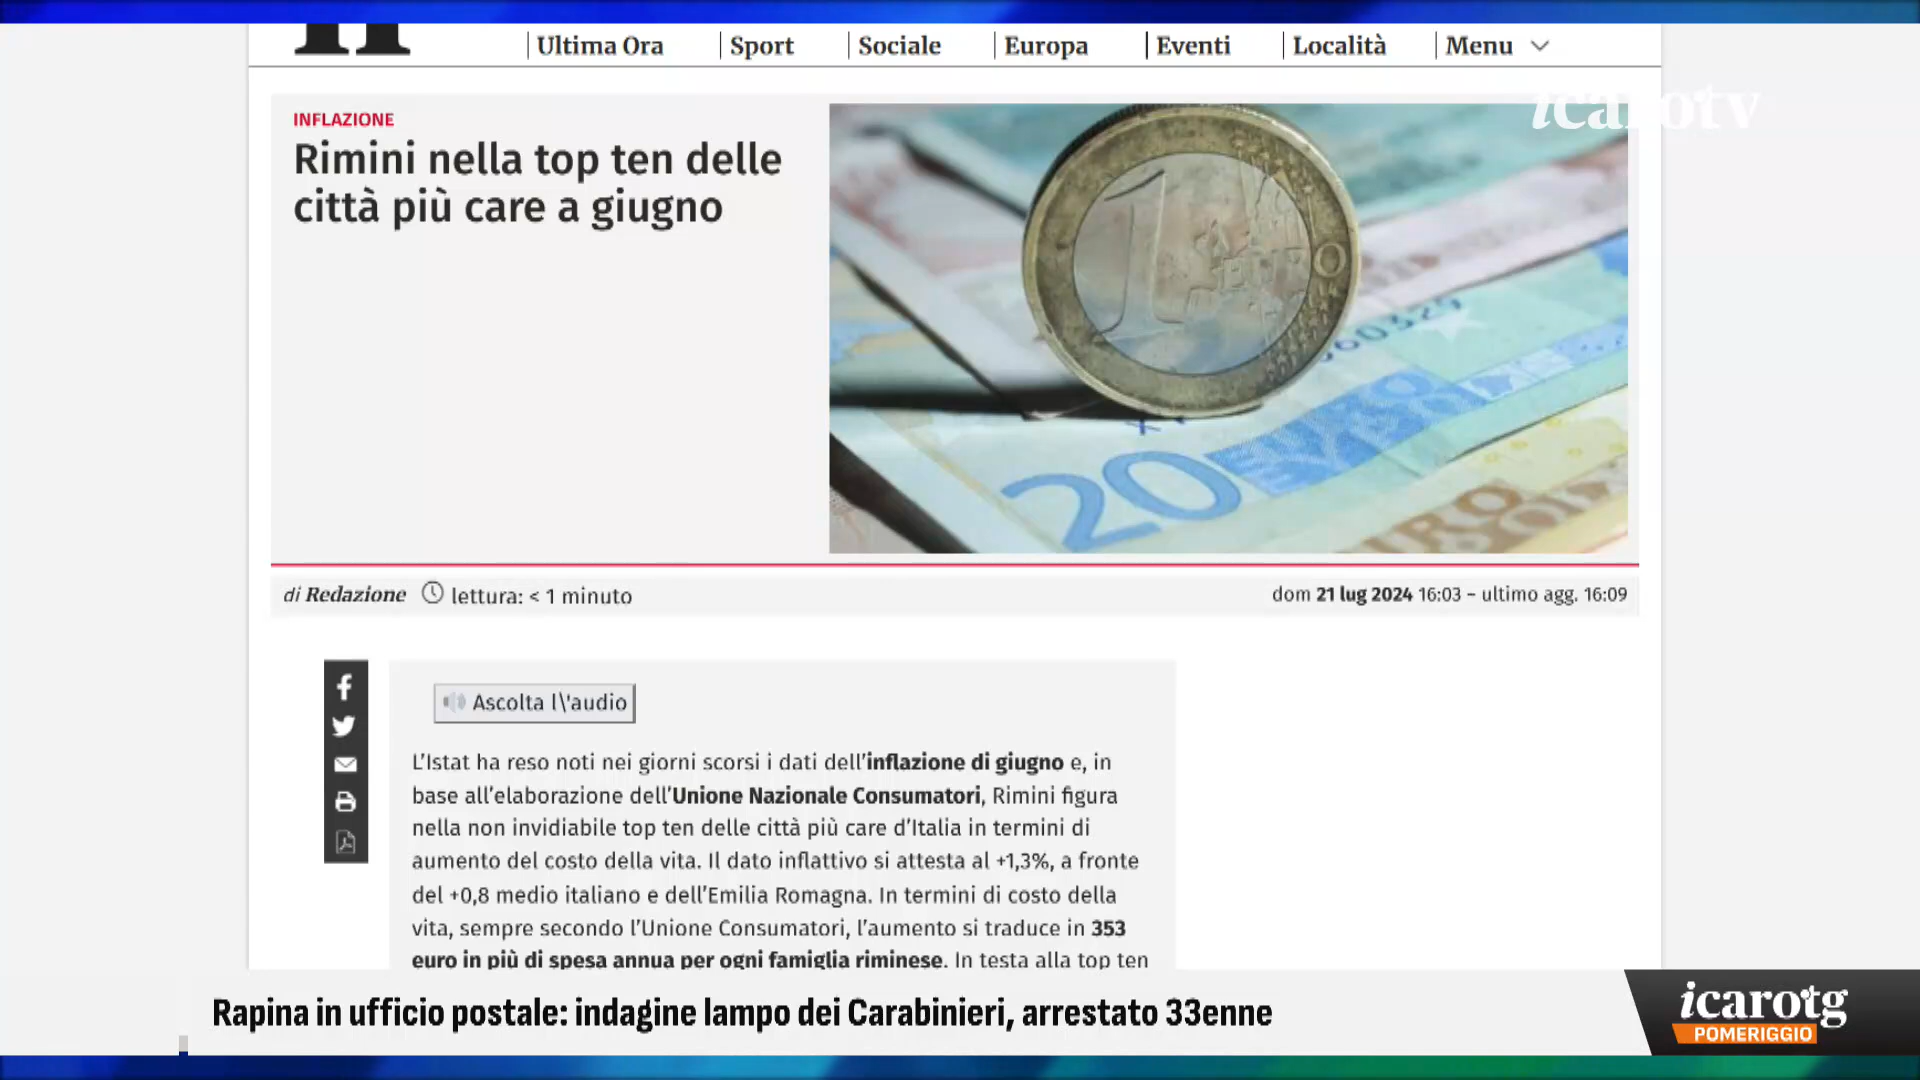 Ultima Ora
Sport
Sociale
Europa
Eventi
Località
Menu
icarotv
INFLAZIONE
Rimini nella top ten delle
città più care a giugno
1 EURO
20 EURO
di Redazione
lettura: < 1 minuto
dom 21 lug 2024 16:03 – ultimo agg. 16:09
Ascolta l\'audio
L'Istat ha reso noti nei giorni scorsi i dati dell'inflazione di giugno e, in
base all'elaborazione dell'Unione Nazionale Consumatori, Rimini figura
nella non invidiabile top ten delle città più care d'Italia in termini di
aumento del costo della vita. Il dato inflattivo si attesta al +1,3%, a fronte
del +0,8 medio italiano e dell'Emilia Romagna. In termini di costo della
vita, sempre secondo l'Unione Consumatori, l'aumento si traduce in 353
euro in più di spesa annua per ogni famiglia riminese. In testa alla top ten
Rapina in ufficio postale: indagine lampo dei Carabinieri, arrestato 33enne
icarotg
POMERIGGIO